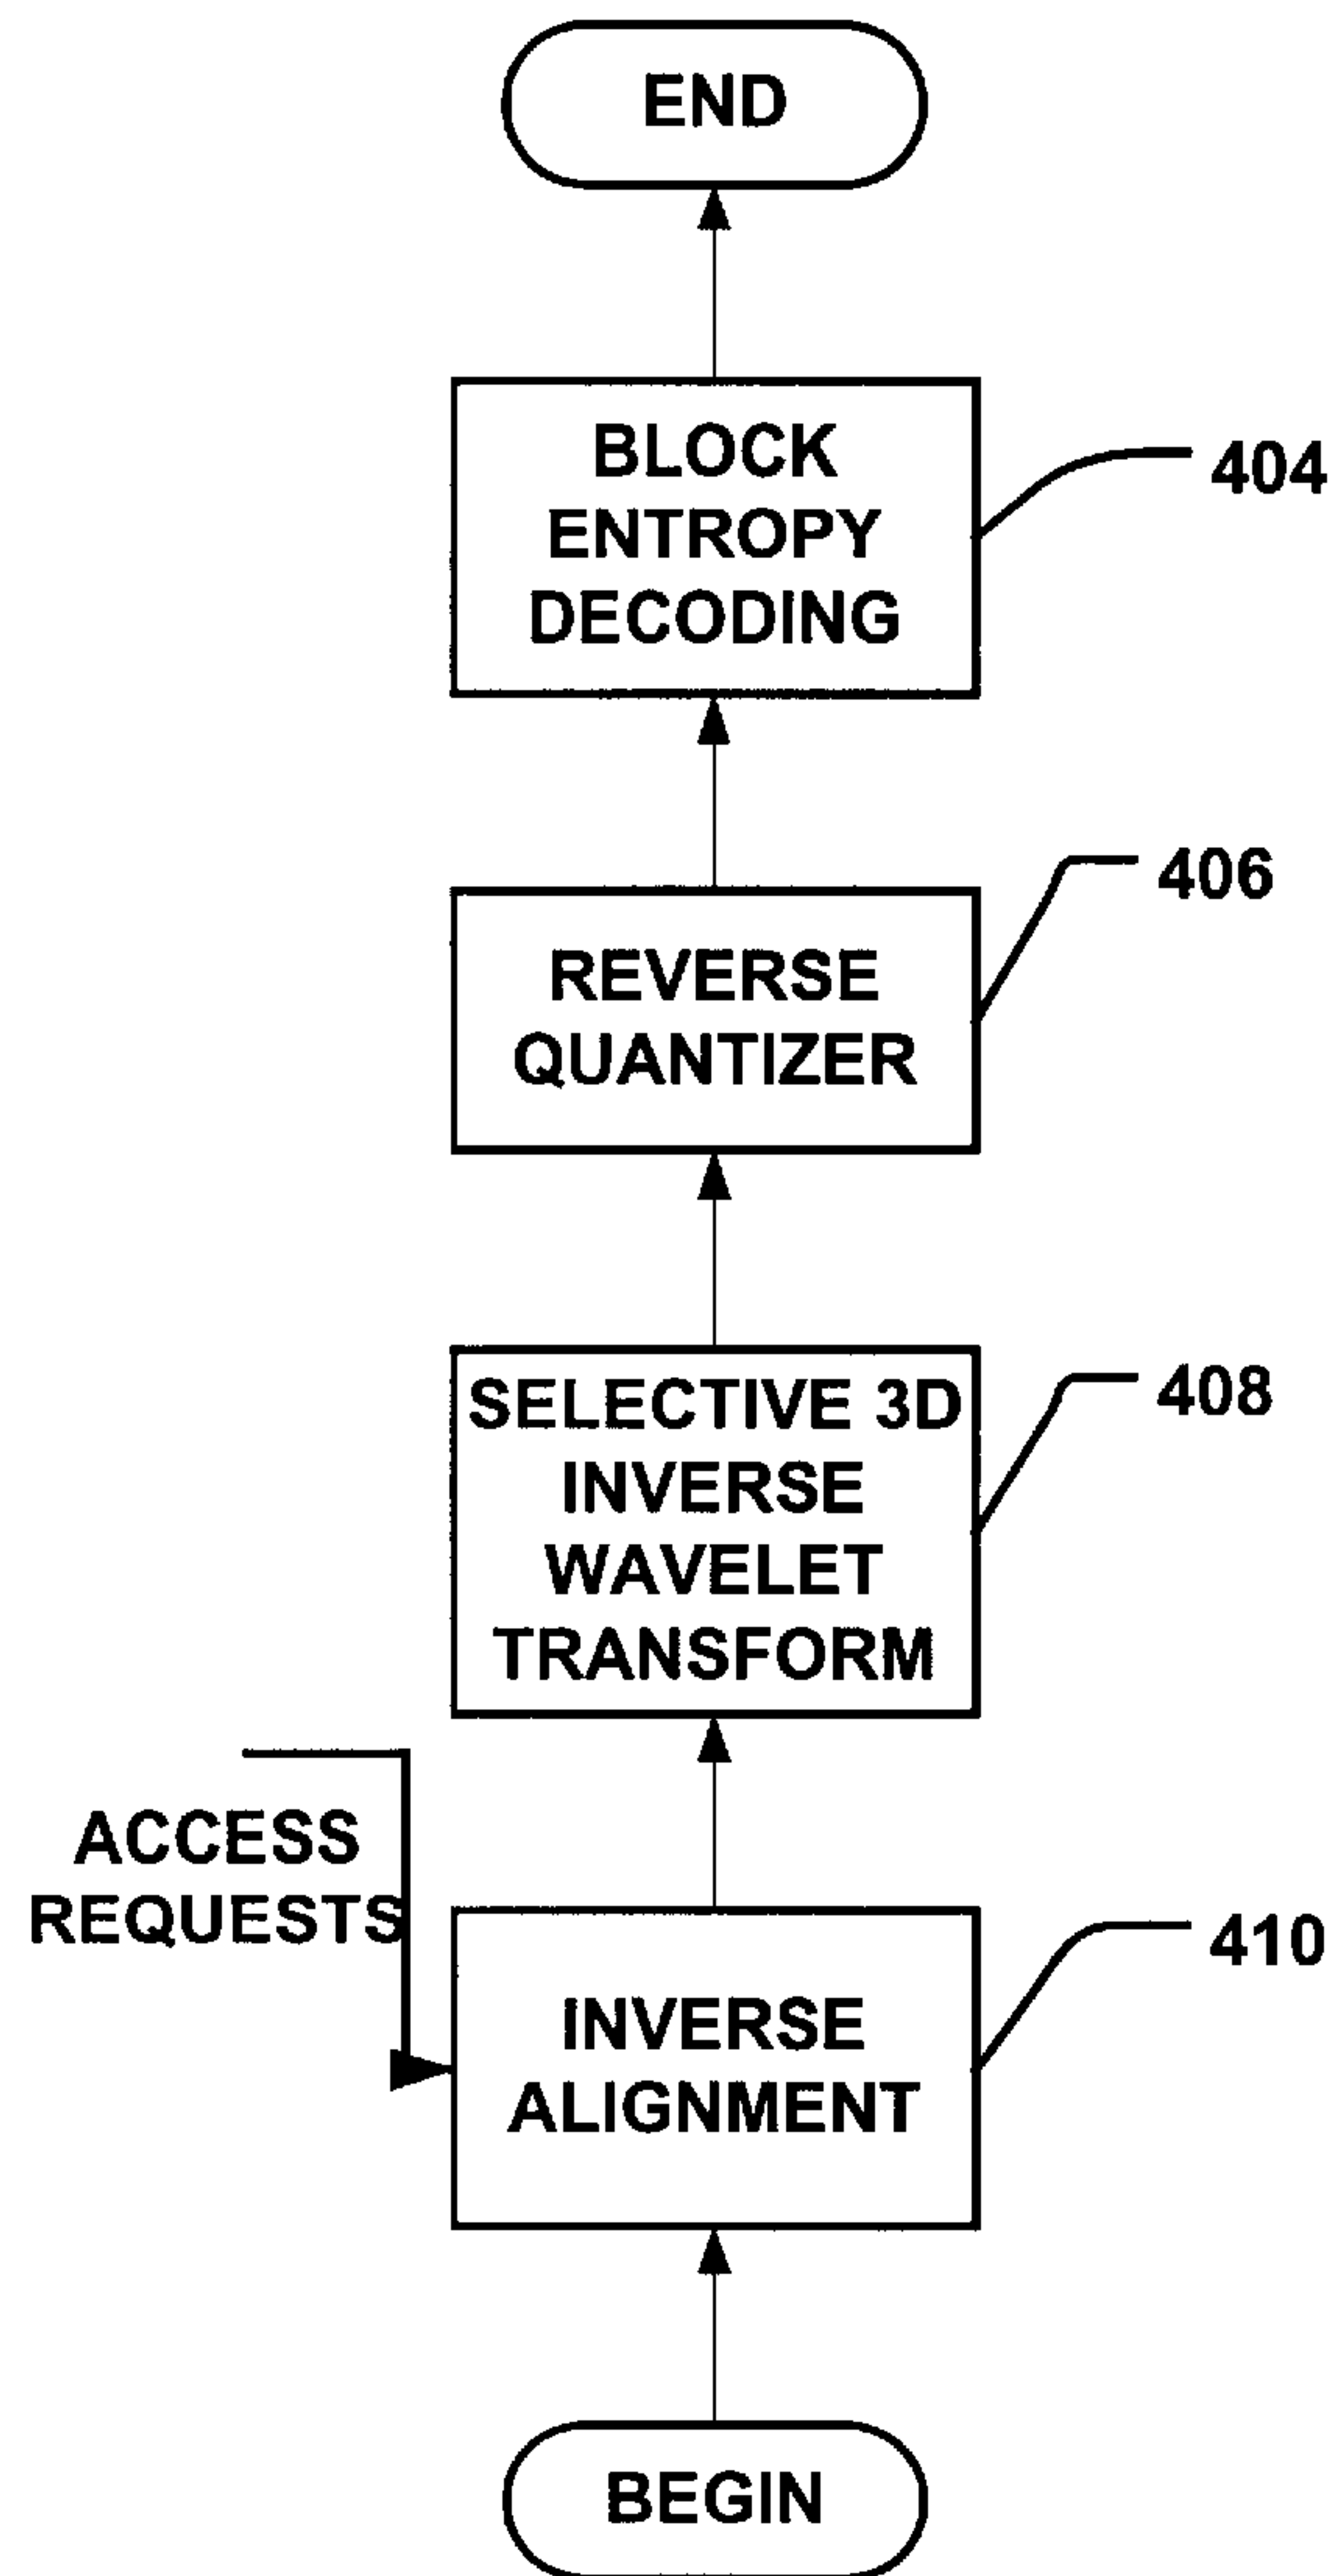 END
BLOCK
ENTROPY
DECODING
404
REVERSE
QUANTIZER
406
SELECTIVE 3D
INVERSE
WAVELET
TRANSFORM
408
ACCESS
REQUESTS
INVERSE
ALIGNMENT
410
BEGIN